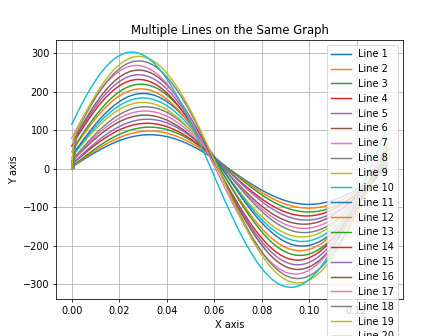 Multiple Lines on the Same Graph
Y axis
300
200
100
0
−100
−200
−300
0.00
0.02
0.04
0.06
0.08
0.10
X axis
Line 1
Line 2
Line 3
Line 4
Line 5
Line 6
Line 7
Line 8
Line 9
Line 10
Line 11
Line 12
Line 13
Line 14
Line 15
Line 16
Line 17
Line 18
Line 19
Line 20